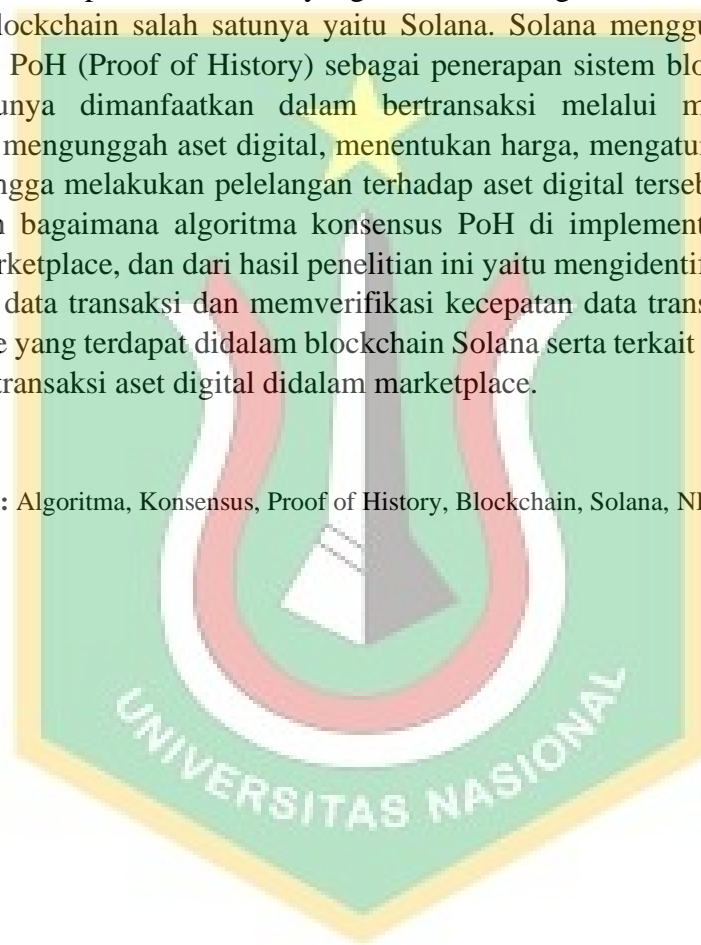 lockchain salah satunya yaitu Solana. Solana menggu
PoH (Proof of History) sebagai penerapan sistem blo
unya dimanfaatkan dalam bertransaksi melalui m
mengunggah aset digital, menentukan harga, mengatur
ngga melakukan pelelangan terhadap aset digital terseb
n bagaimana algoritma konsensus PoH di implement
rketplace, dan dari hasil penelitian ini yaitu mengidentif
data transaksi dan memverifikasi kecepatan data trans
e yang terdapat didalam blockchain Solana serta terkait
transaksi aset digital didalam marketplace.
: Algoritma, Konsensus, Proof of History, Blockchain, Solana, NF
UNIVERSITAS NASIONAL